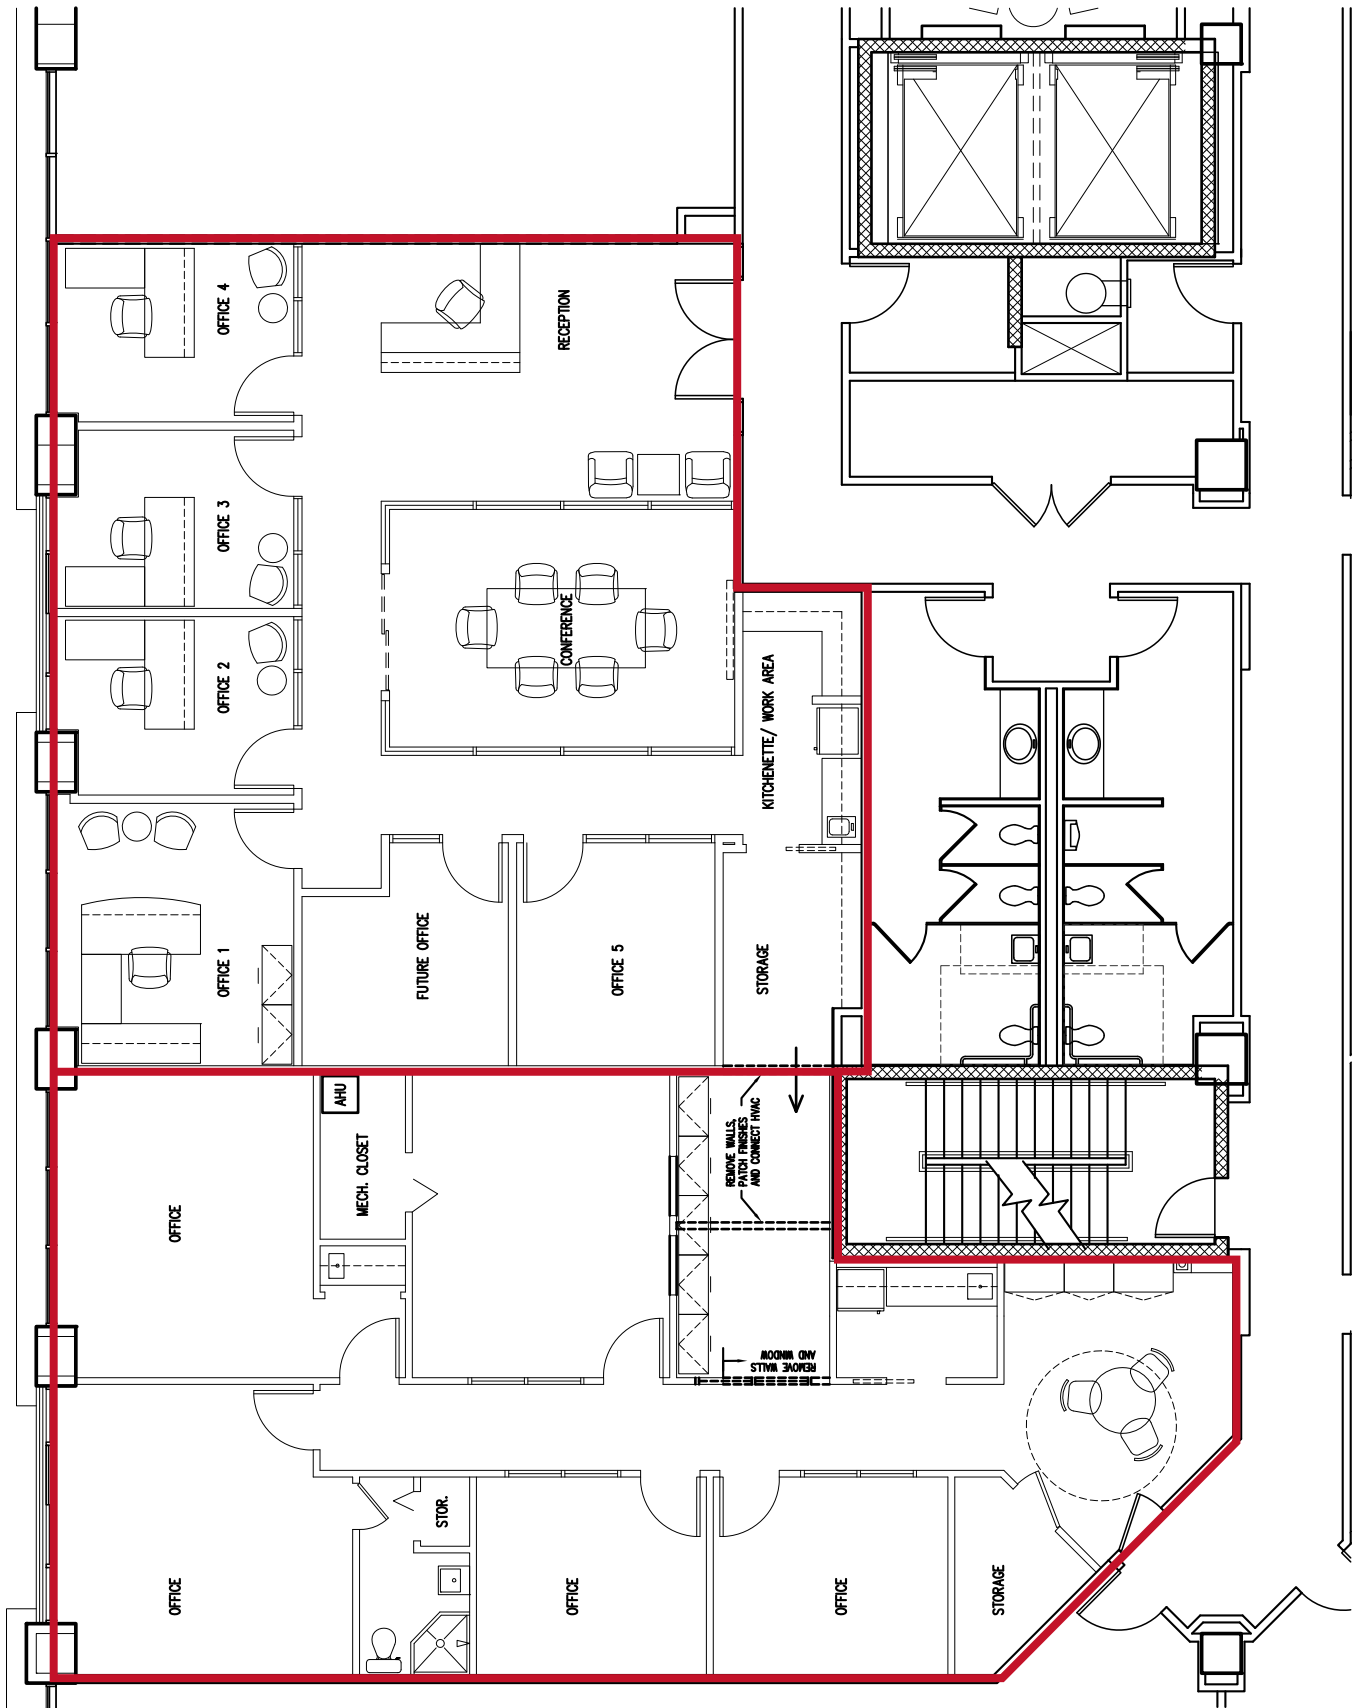 OFFICE 4
RECEPTION
OFFICE 3
CONFERENCE
OFFICE 2
KITCHENETTE/ WORK AREA
OFFICE 1
FUTURE OFFICE
OFFICE 5
STORAGE
AHU
MECH. CLOSET
OFFICE
REMOVE WALLS,
PATCH FINISHES
AND CONNECT HVAC
REMOVE WALLS
AND WINDOW
STOR.
OFFICE
OFFICE
OFFICE
STORAGE